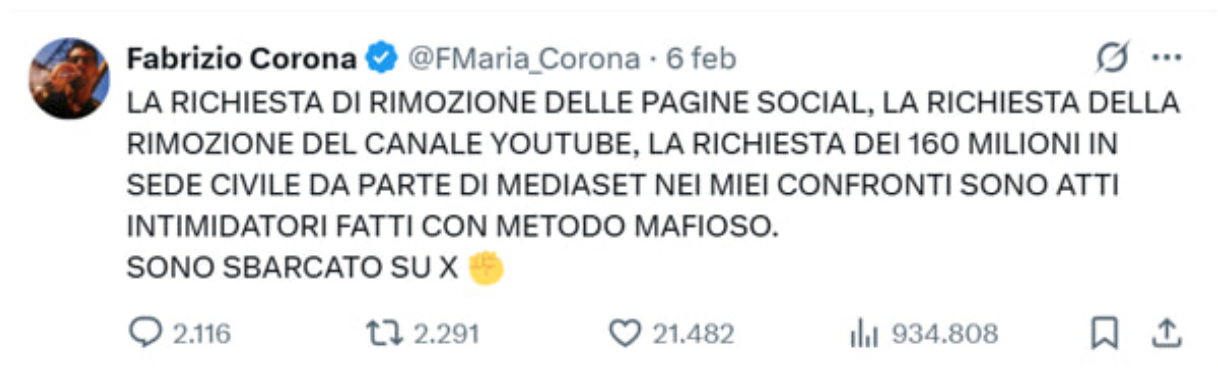 Fabrizio Corona @FMaria_Corona · 6 feb
LA RICHIESTA DI RIMOZIONE DELLE PAGINE SOCIAL, LA RICHIESTA DELLA
RIMOZIONE DEL CANALE YOUTUBE, LA RICHIESTA DEI 160 MILIONI IN
SEDE CIVILE DA PARTE DI MEDIASET NEI MIEI CONFRONTI SONO ATTI
INTIMIDATORI FATTI CON METODO MAFIOSO.
SONO SBARCATO SU X ✊
2.116 2.291 21.482 934.808